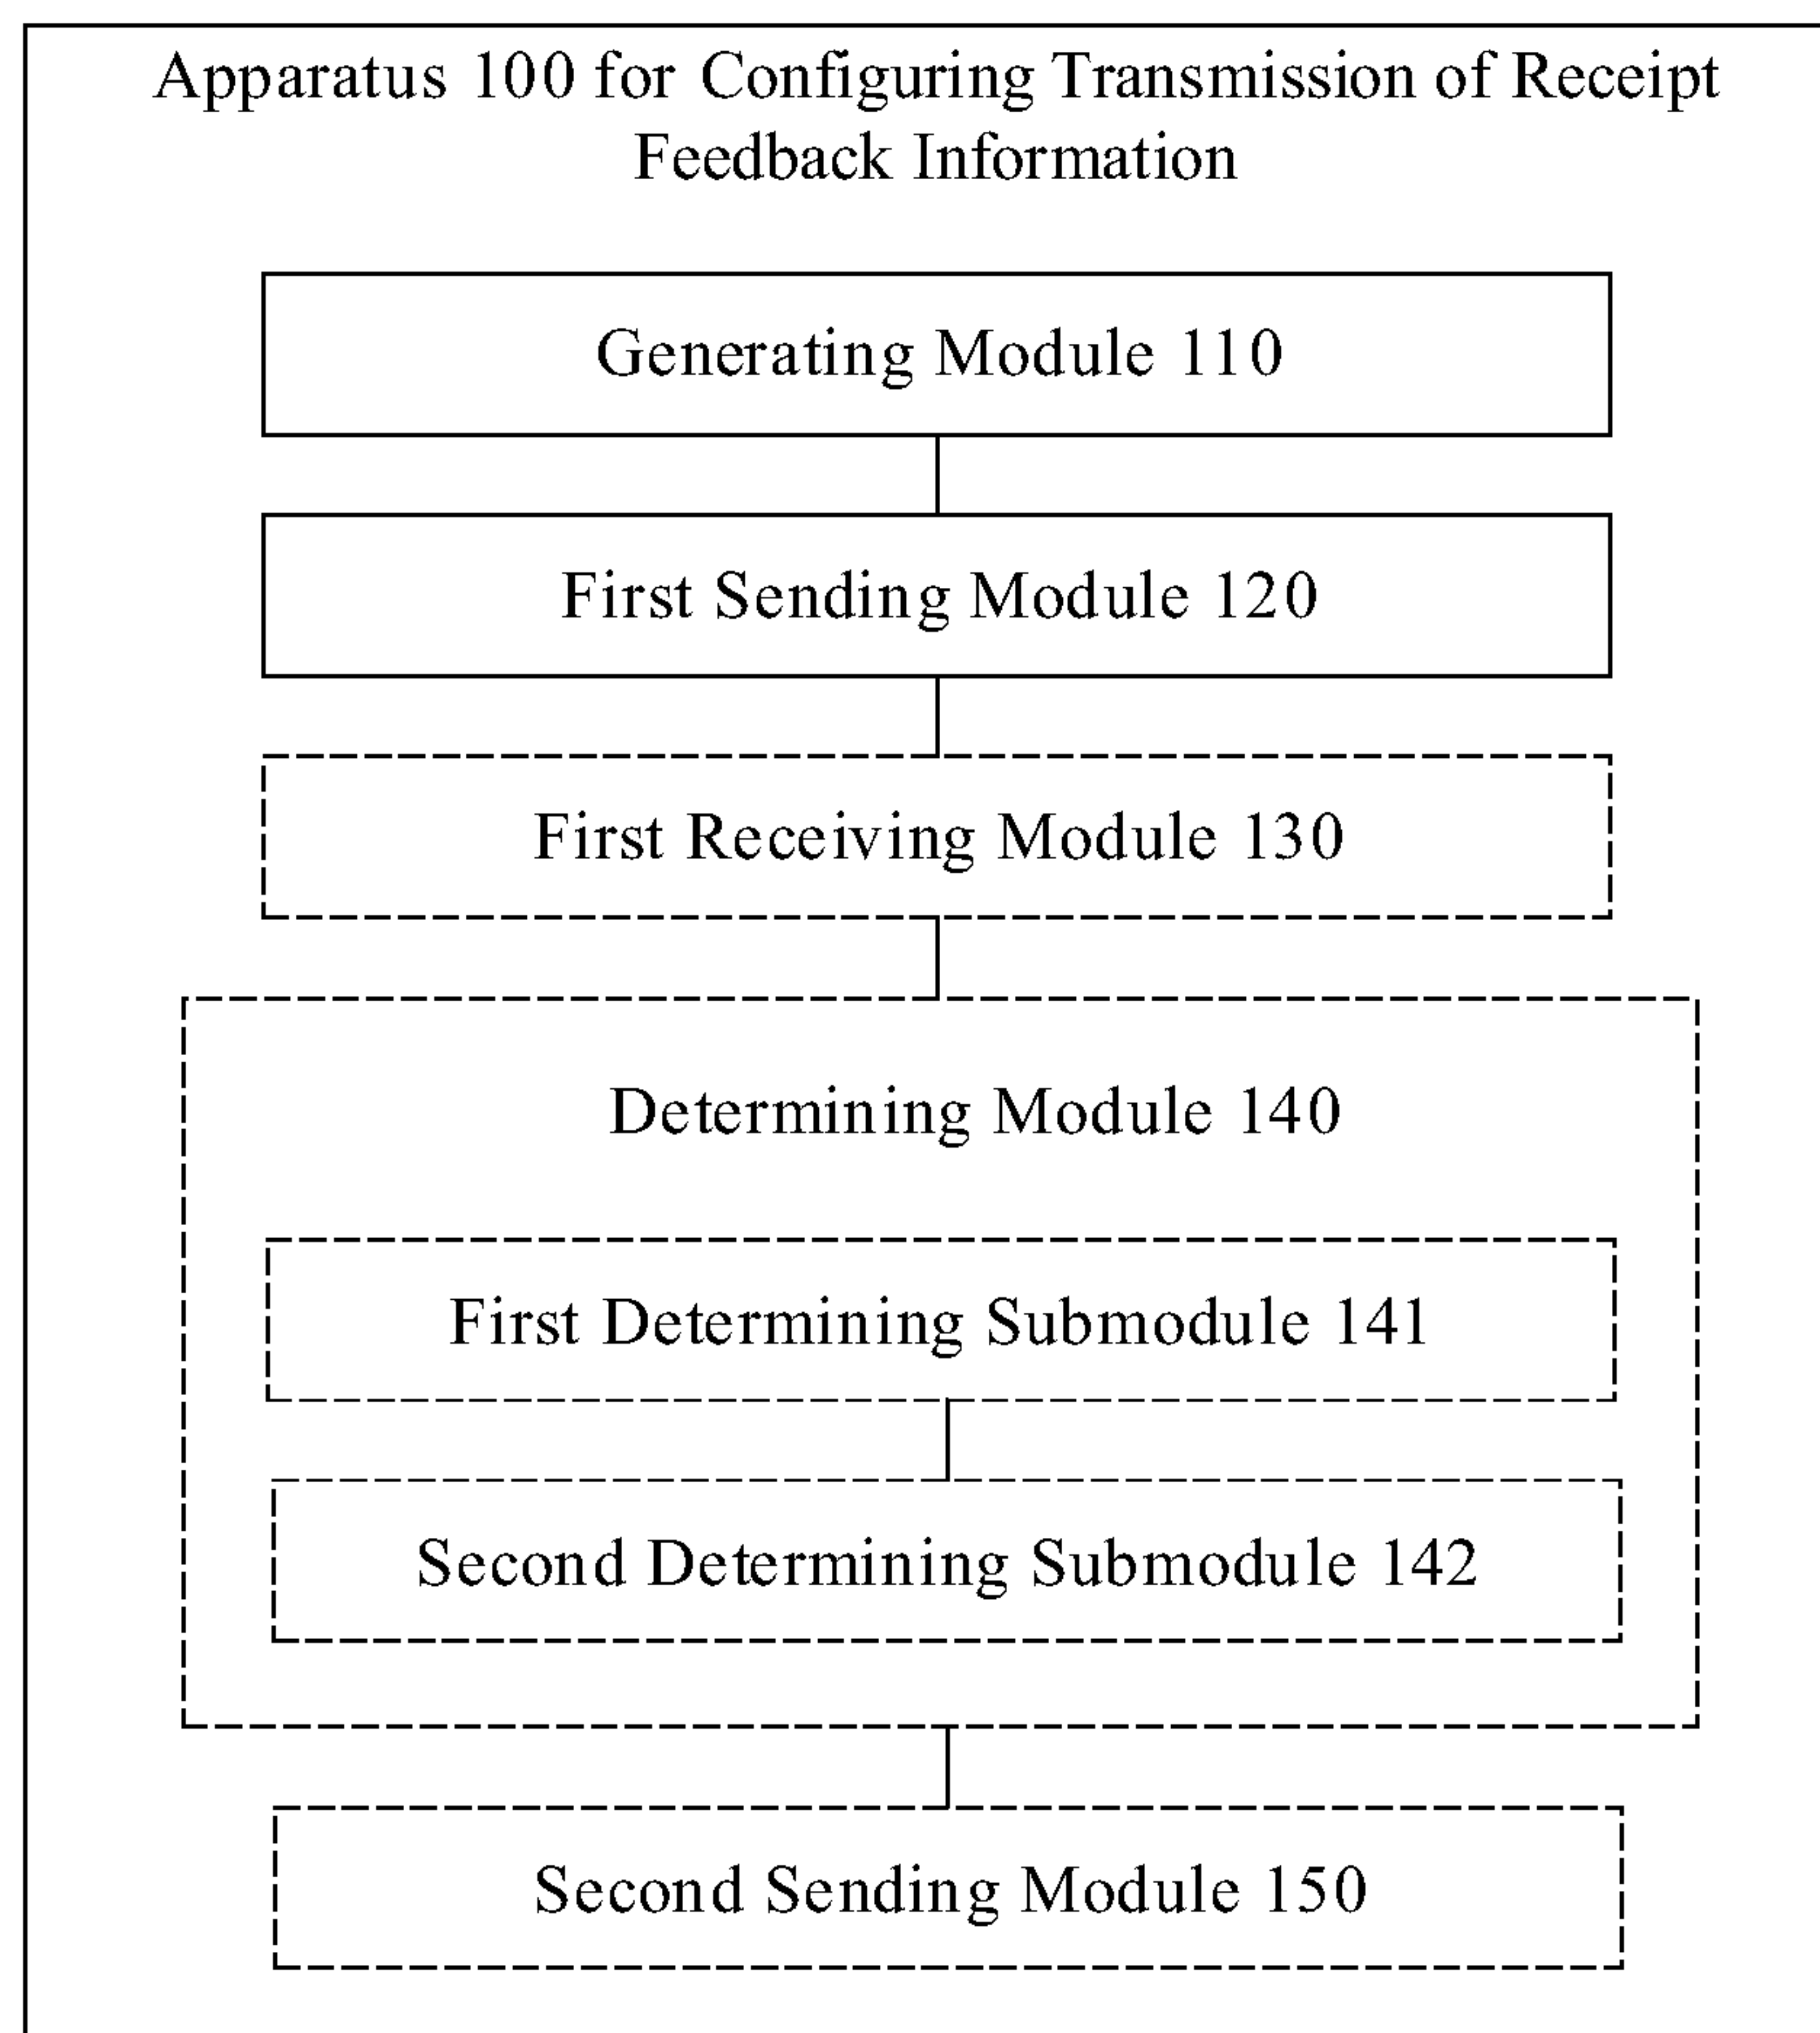 Apparatus 100 for Configuring Transmission of Receipt
Feedback Information
Generating Module 110
First Sending Module 120
First Receiving Module 130
Determining Module 140
First Determining Submodule 141
Second Determining Submodule 142
Second Sending Module 150